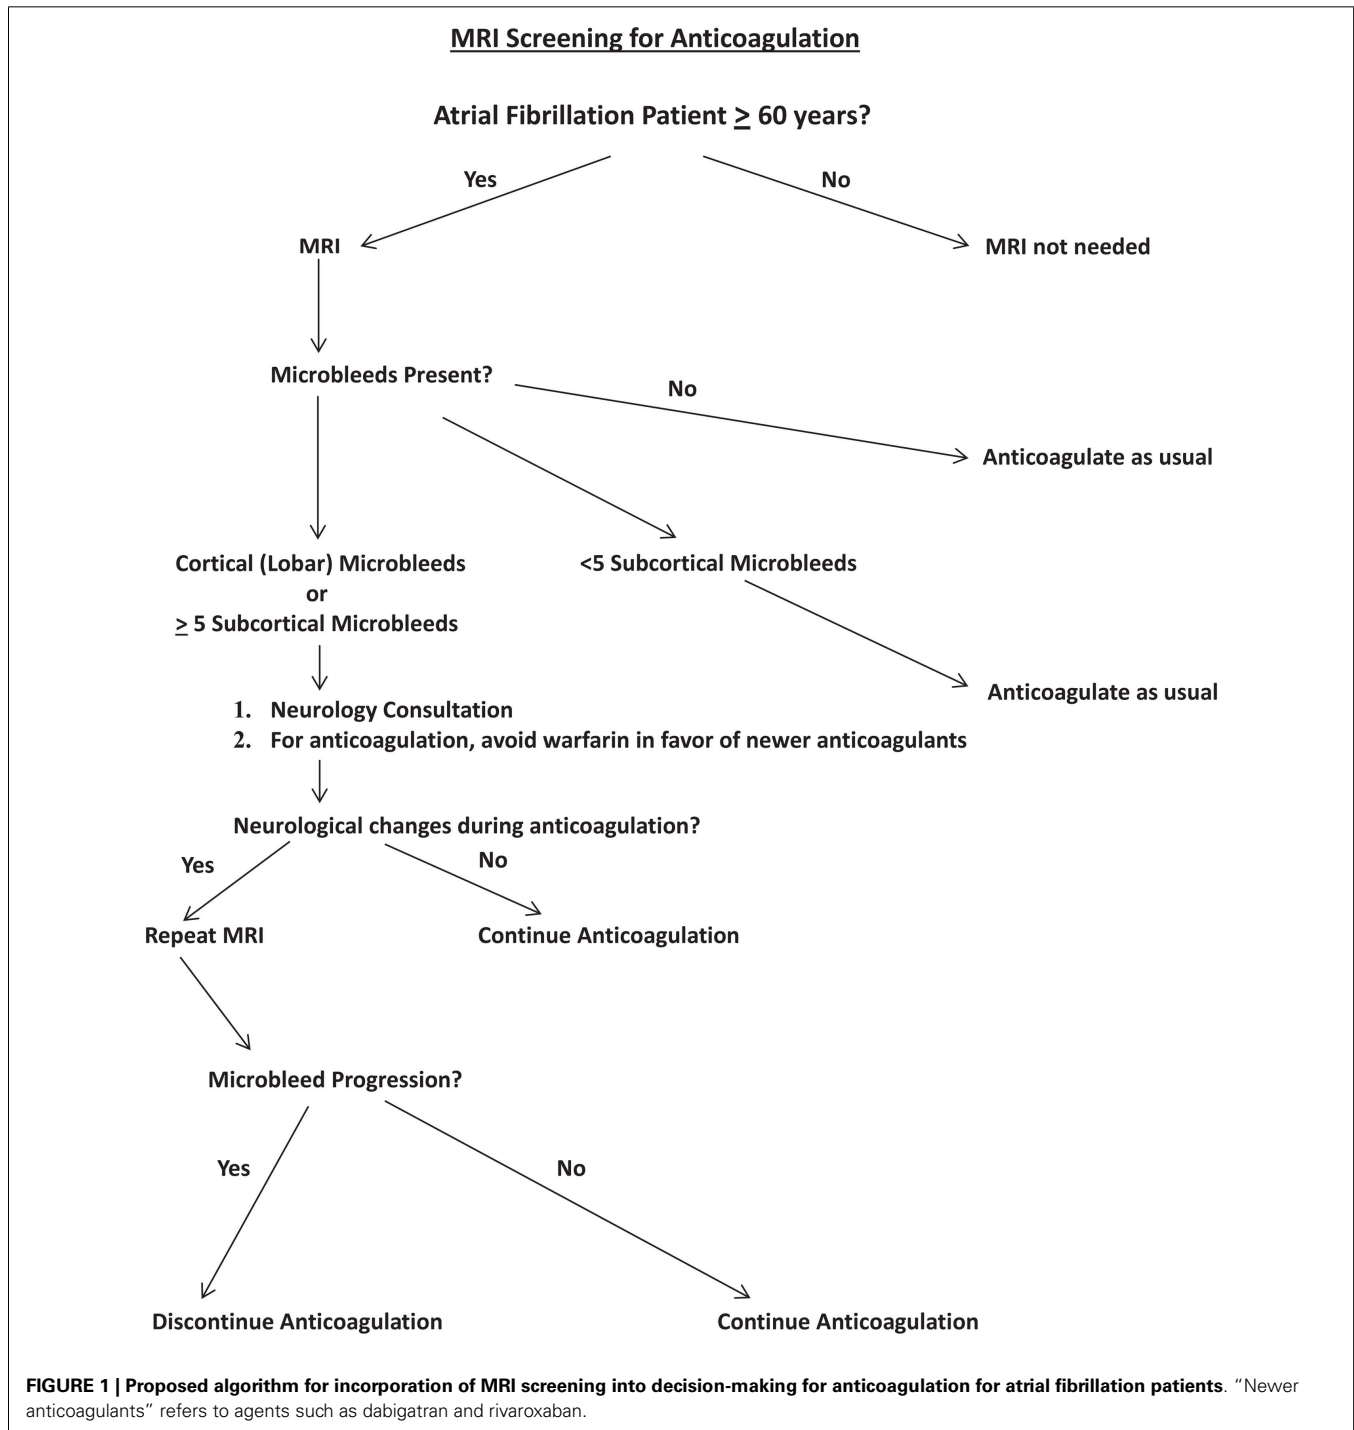 MRI Screening for Anticoagulation
Atrial Fibrillation Patient ≥ 60 years?
Yes
No
MRI
MRI not needed
Microbleeds Present?
No
Anticoagulate as usual
Cortical (Lobar) Microbleeds
or
≥ 5 Subcortical Microbleeds
<5 Subcortical Microbleeds
Anticoagulate as usual
1. Neurology Consultation
2. For anticoagulation, avoid warfarin in favor of newer anticoagulants
Neurological changes during anticoagulation?
Yes
No
Repeat MRI
Continue Anticoagulation
Microbleed Progression?
Yes
No
Discontinue Anticoagulation
Continue Anticoagulation
FIGURE 1 | Proposed algorithm for incorporation of MRI screening into decision-making for anticoagulation for atrial fibrillation patients. “Newer
anticoagulants” refers to agents such as dabigatran and rivaroxaban.